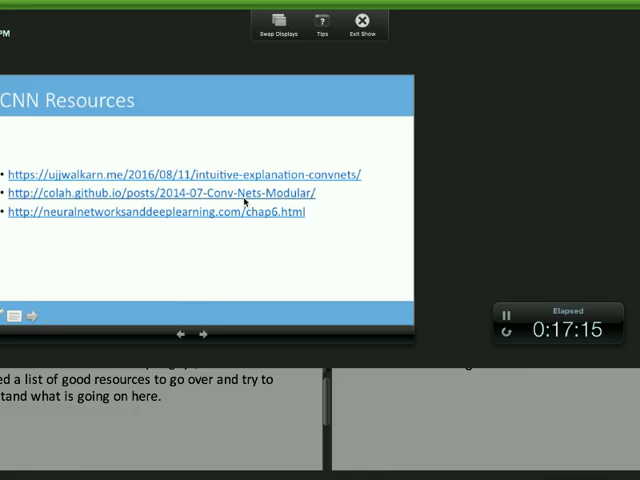 PM
Swap Displays
Tips
Exit Show
CNN Resources
• https://ujjwalkarn.me/2016/08/11/intuitive-explanation-convnets/
• http://colah.github.io/posts/2014-07-Conv-Nets-Modular/
• http://neuralnetworksanddeeplearning.com/chap6.html
Elapsed
0:17:15
ed a list of good resources to go over and try to
stand what is going on here.